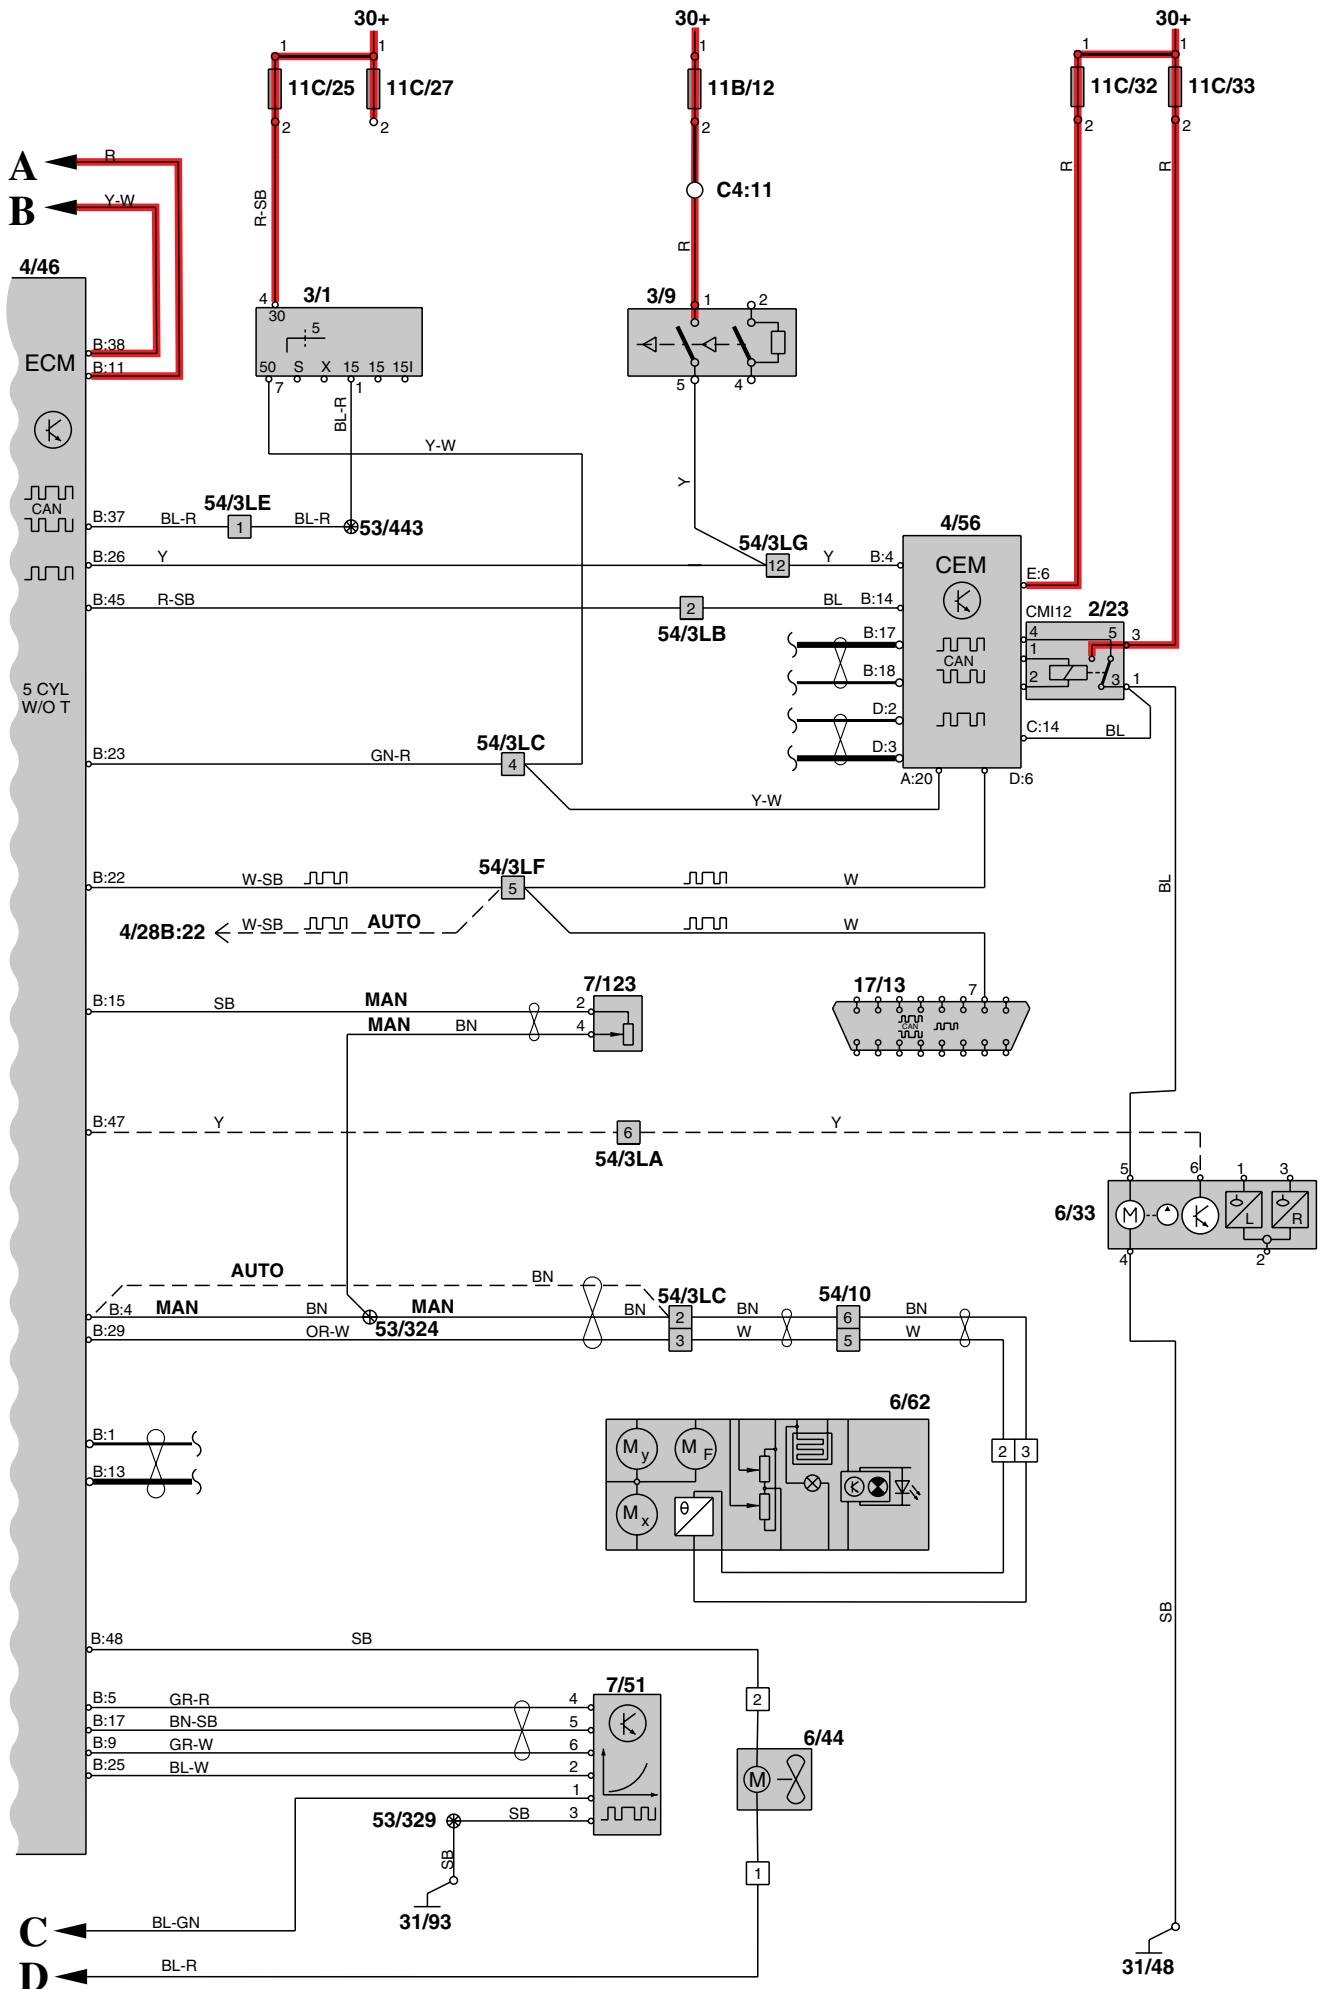 30+ 30+ 30+
1 1 1 1 1
11C/25 11C/27 11B/12 11C/32 11C/33
2 2 2 2 2
A R
B Y-W
R-SB C4:11 R R
R
4/46
4 3/1 3/9 1 2
30
5
ECM B:38
B:11
50 S X 15 15 15I
7 1 5 4
BL-R
Y-W
Y
CAN
54/3LE
B:37 BL-R 1 BL-R 53/443
4/56
54/3LG
B:26 Y 12 Y B:4 CEM E:6
B:45 R-SB 2 BL B:14
54/3LB
CMI12 2/23
B:17 4 5 3
CAN 1
B:18 2 3 1
5 CYL
W/O T
D:2
C:14 BL
D:3
54/3LC
B:23 GN-R 4
A:20 D:6
Y-W
54/3LF
B:22 W-SB 5 W
BL
4/28B:22 W-SB AUTO W
7/123 17/13 7
B:15 SB MAN 2
MAN BN 4
CAN
B:47 Y 6 Y
54/3LA
5 6 1 3
6/33 M L R
4 2
AUTO BN
54/3LC 54/10
B:4 MAN BN MAN BN 2 BN 6 BN
53/324
B:29 OR-W 3 W 5 W
6/62
B:1 My MF 2 3
B:13
Mx θ
SB
B:48 SB
7/51 2
B:5 GR-R 4
B:17 BN-SB 5
B:9 GR-W 6 6/44
B:25 BL-W 2 M
1
53/329 SB 3
SB 1
31/93
C BL-GN
D BL-R
31/48